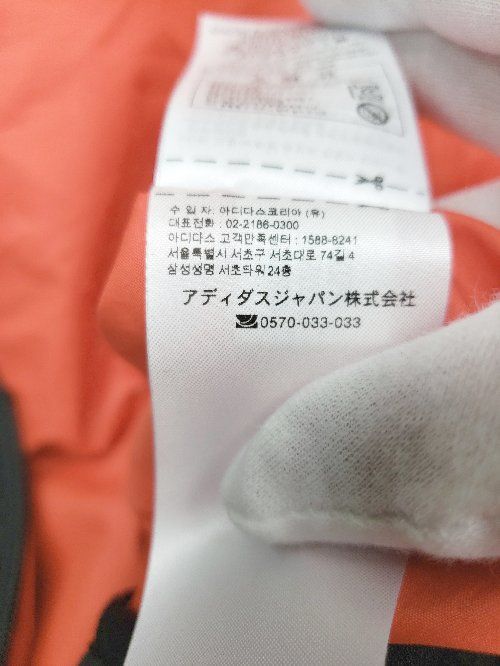 수 입 자: 아디다스코리아 (유)
대표전화 : 02-2186-0300
아디다스 고객만족센터 : 1588-8241
서울특별시 서초구 서초대로 74길 4
삼성생명 서초타워 24층
アディダスジャパン株式会社
0570-033-033